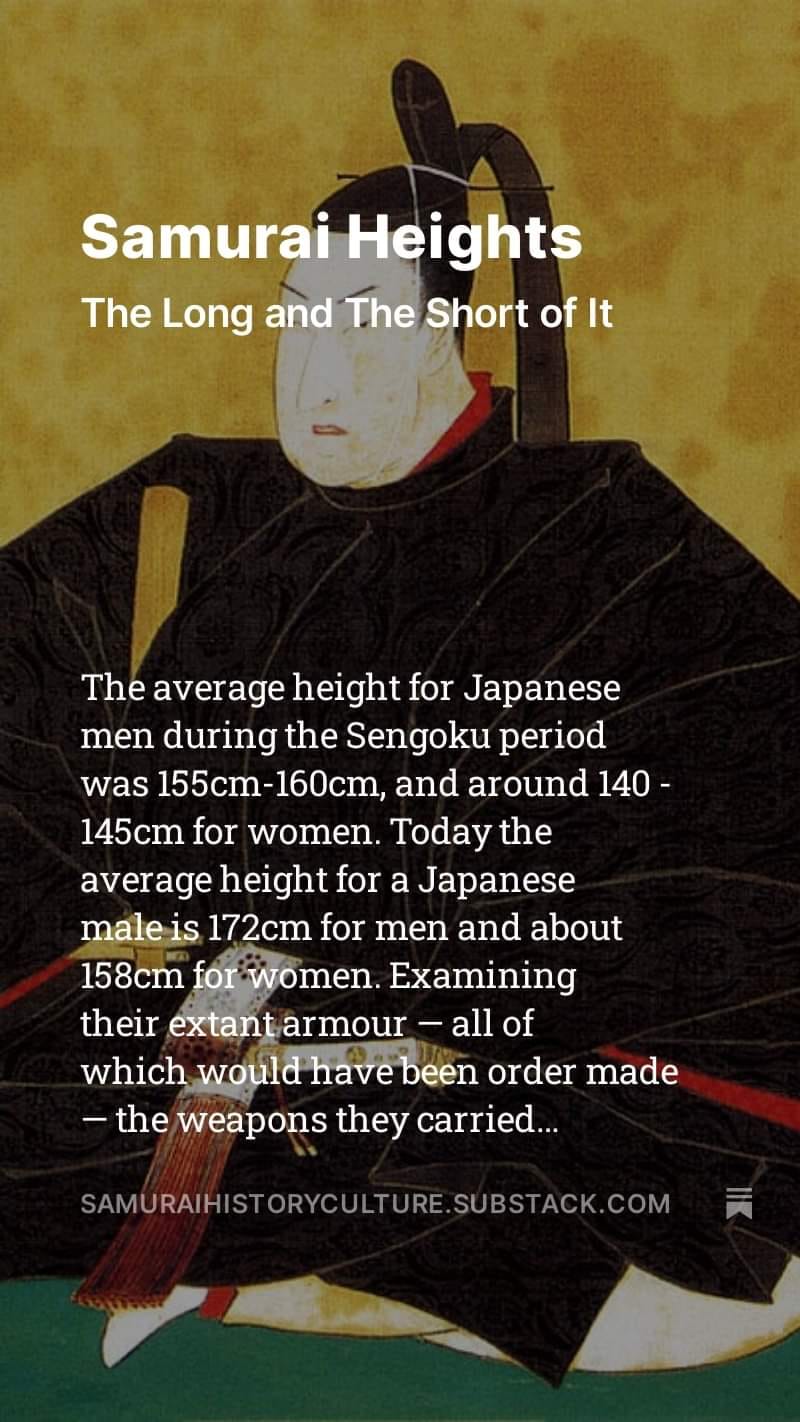 Samurai Heights
The Long and The Short of It
The average height for Japanese
men during the Sengoku period
was 155cm-160cm, and around 140 -
145cm for women. Today the
average height for a Japanese
male is 172cm for men and about
158cm for women. Examining
their extant armour — all of
which would have been order made
— the weapons they carried...
SAMURAIHISTORYCULTURE.SUBSTACK.COM